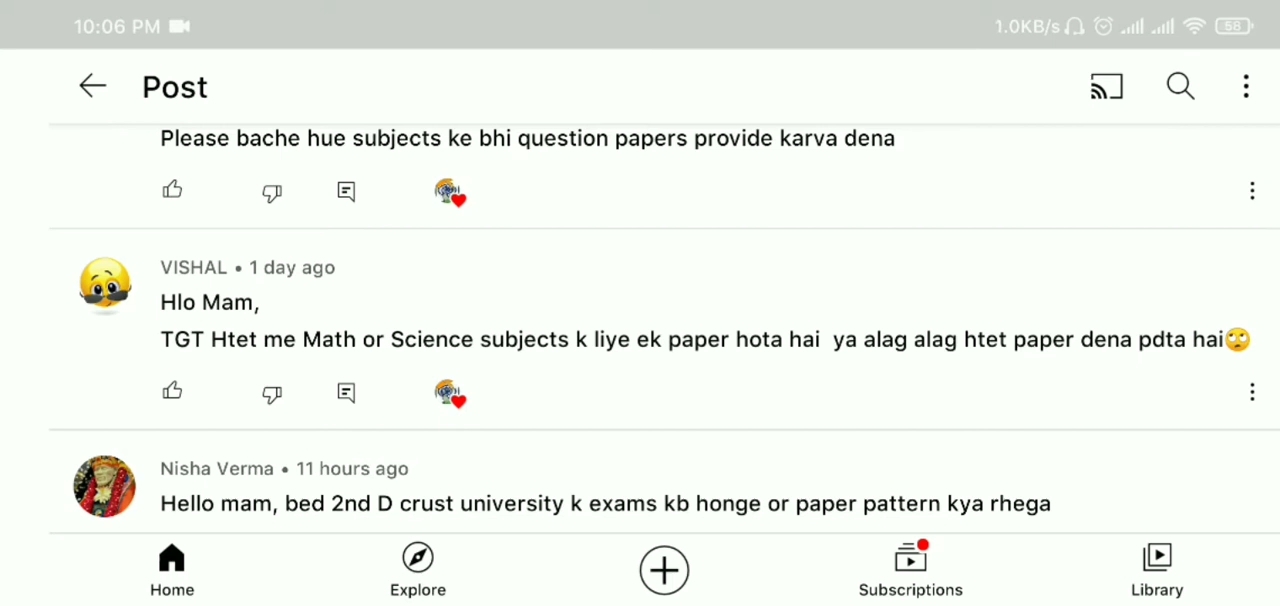 10:06 PM 1.0KB/s 58
Post
Please bache hue subjects ke bhi question papers provide karva dena
VISHAL • 1 day ago
Hlo Mam,
TGT Htet me Math or Science subjects k liye ek paper hota hai ya alag alag htet paper dena pdta hai🙄
Nisha Verma • 11 hours ago
Hello mam, bed 2nd D crust university k exams kb honge or paper pattern kya rhega
Home Explore Subscriptions Library